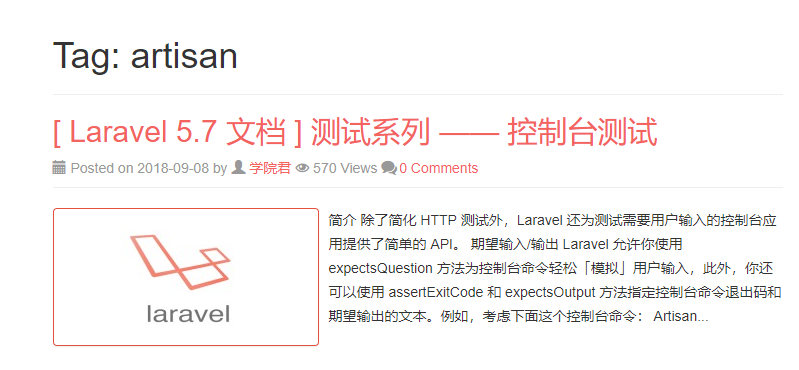 Tag: artisan
[ Laravel 5.7 文档 ] 测试系列 —— 控制台测试
Posted on 2018-09-08 by 学院君 570 Views 0 Comments
laravel
简介 除了简化 HTTP 测试外，Laravel 还为测试需要用户输入的控制台应
用提供了简单的 API。 期望输入/输出 Laravel 允许你使用
expectsQuestion 方法为控制台命令轻松「模拟」用户输入，此外，你还
可以使用 assertExitCode 和 expectsOutput 方法指定控制台命令退出码和
期望输出的文本。例如，考虑下面这个控制台命令： Artisan...